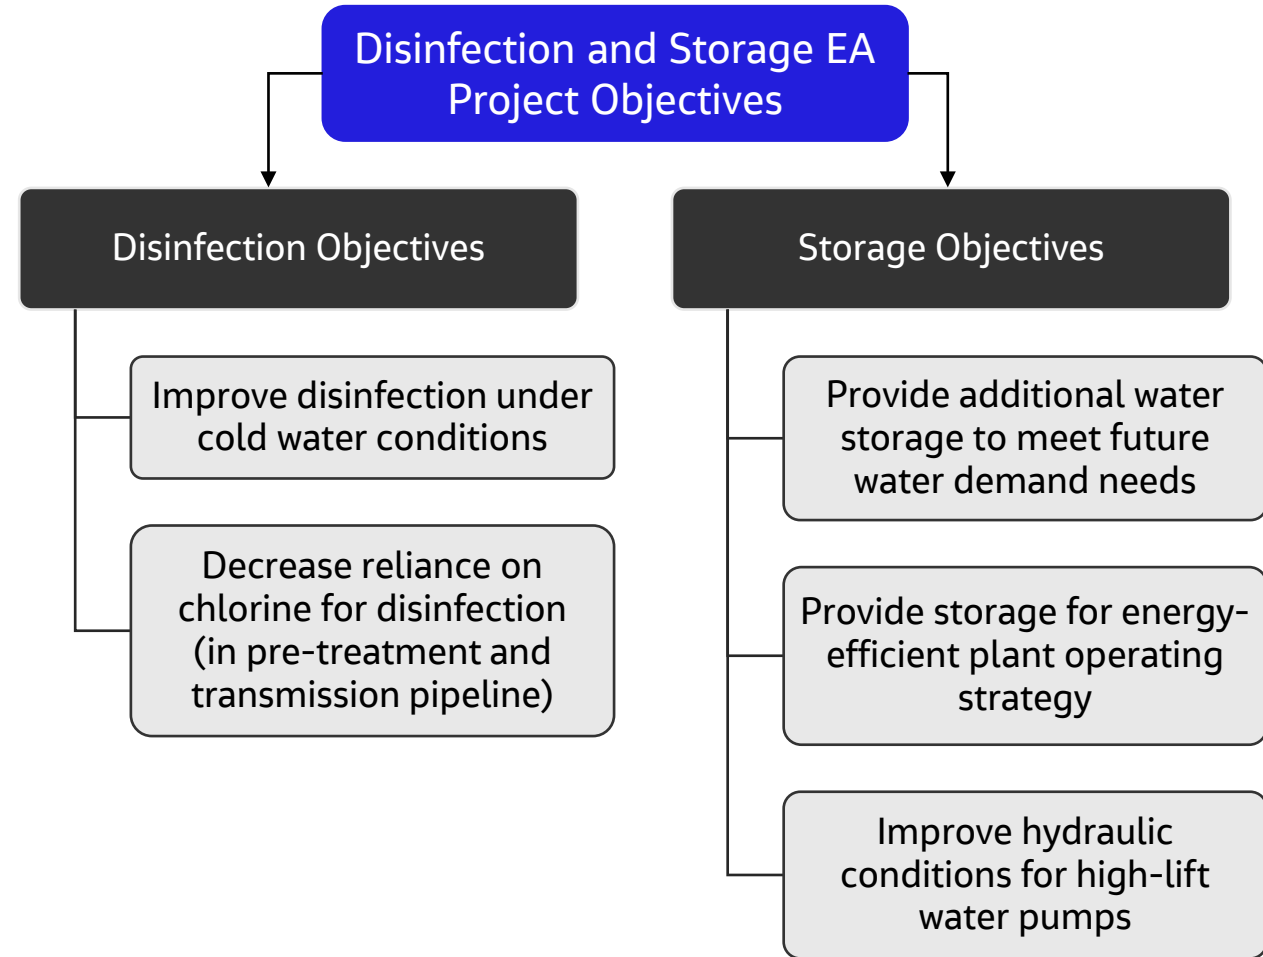 Disinfection and Storage EA
Project Objectives
Disinfection Objectives
Improve disinfection under
cold water conditions
Decrease reliance on
chlorine for disinfection
(in pre-treatment and
transmission pipeline)
Storage Objectives
Provide additional water
storage to meet future
water demand needs
Provide storage for energy-
efficient plant operating
strategy
Improve hydraulic
conditions for high-lift
water pumps